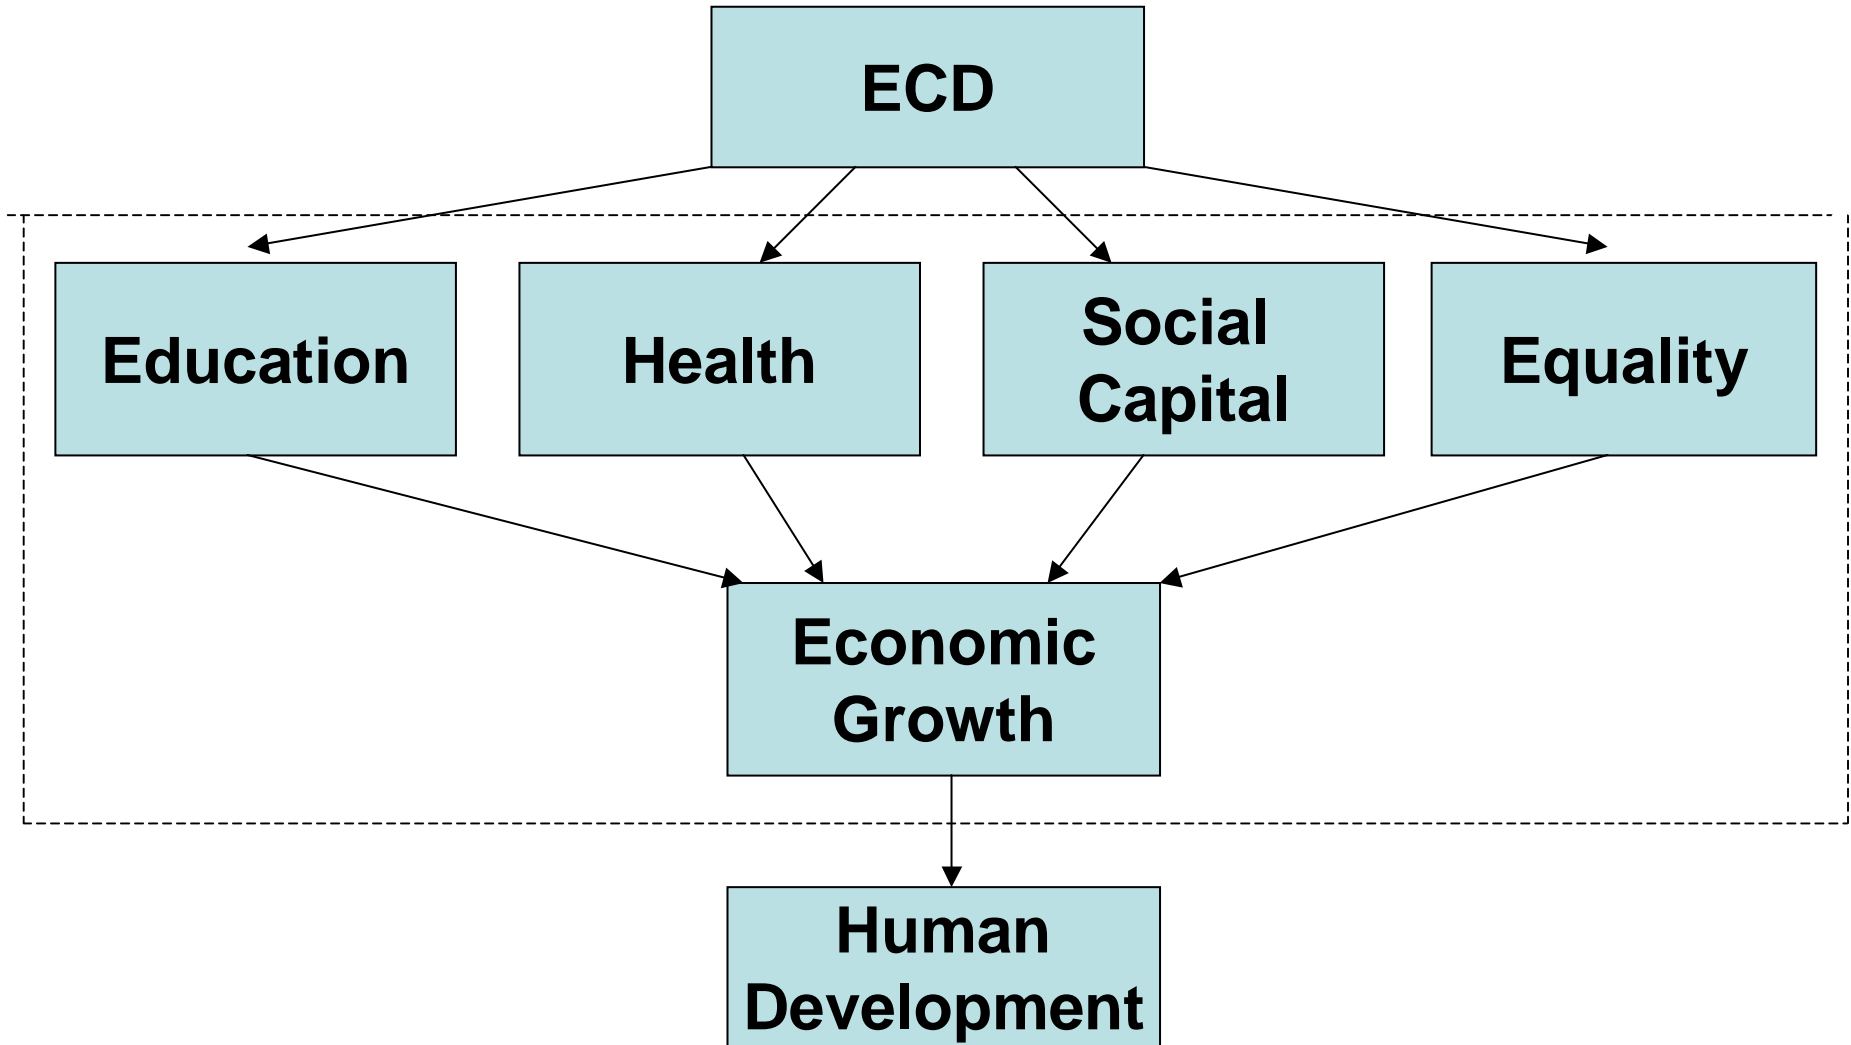 ECD
Education
Health
Social
Capital
Equality
Economic
Growth
Human
Development